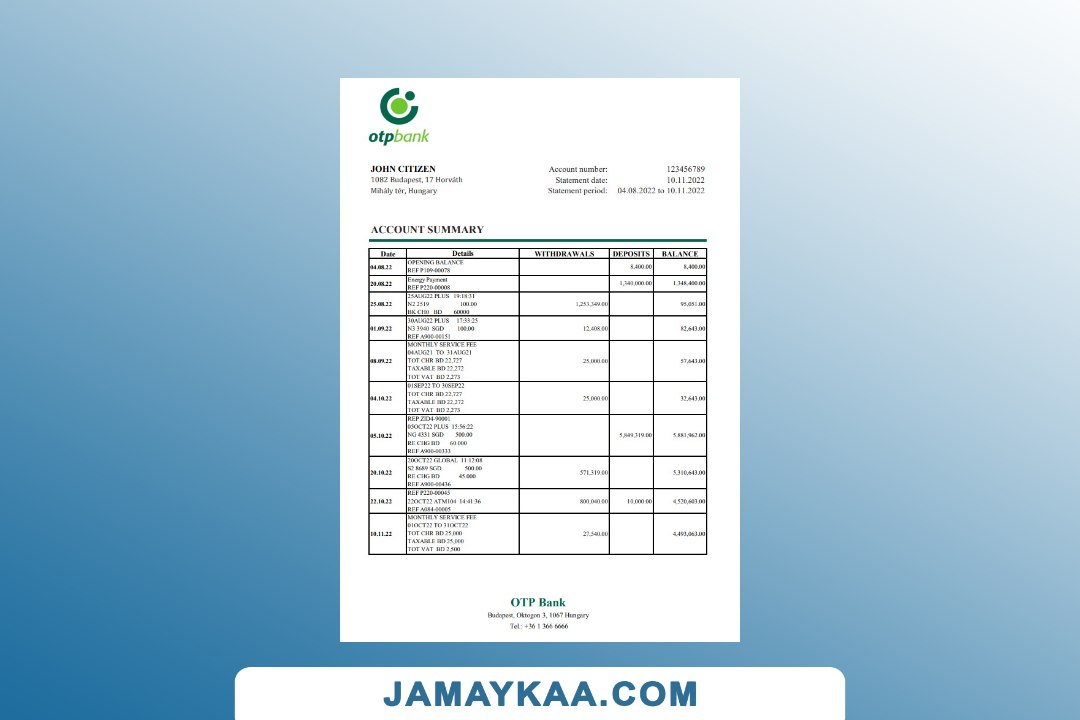 otpbank
JOHN CITIZEN
1082 Budapest, 17 Horváth
Mihály tér, Hungary
Account number: 123456789
Statement date: 10.11.2022
Statement period: 04.08.2022 to 10.11.2022
ACCOUNT SUMMARY
Date Details WITHDRAWALS DEPOSITS BALANCE
04.08.22 OPENING BALANCE 8,400.00 8,400.00
REF P109-00078
20.08.22 Energy Payment 1,340,000.00 1,348,400.00
REF P220-00008
25AUG22 PLUS 19:18:31
25.08.22 N2 2519 100.00 1,253,349.00 95,051.00
BK CH0 BD 60000
30AUG22 PLUS 17:33:25
01.09.22 N3 3940 SGD 100.00 12,408.00 82,643.00
REF A900-00151
MONTHLY SERVICE FEE
04AUG21 TO 31AUG21
08.09.22 TOT CHR BD 22,727 25,000.00 57,643.00
TAXABLE BD 22,272
TOT VAT BD 2,273
01SEP22 TO 30SEP22
04.10.22 TOT CHR BD 22,727 25,000.00 32,643.00
TAXABLE BD 22,272
TOT VAT BD 2,273
REP ZID4-90001
05OCT22 PLUS 15:56:22
05.10.22 NG 4331 SGD 500.00 5,849,319.00 5,881,962.00
RE CHG BD 60.000
REF A900-00333
20OCT22 GLOBAL 11:12:08
20.10.22 S2 8689 SGD 500.00 571,319.00 5,310,643.00
RE CHG BD 45.000
REF A900-00436
REF P220-00045
22.10.22 22OCT22 ATM104 14:41:36 800,040.00 10,000.00 4,520,603.00
REF A084-00005
MONTHLY SERVICE FEE
01OCT22 TO 31OCT22
10.11.22 TOT CHR BD 25,000 27,540.00 4,493,063.00
TAXABLE BD 25,000
TOT VAT BD 2,500
OTP Bank
Budapest, Oktogon 3, 1067 Hungary
Tel.: +36 1 366 6666
JAMAYKAA.COM